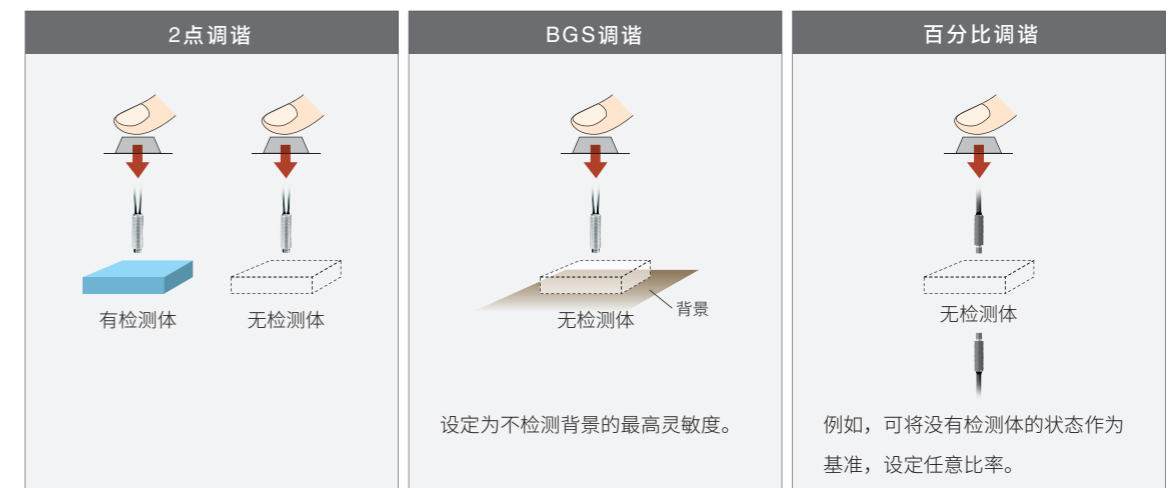 2点调谐
有检测体
无检测体
BGS调谐
背景
无检测体
设定为不检测背景的最高灵敏度。
百分比调谐
无检测体
例如，可将没有检测体的状态作为
基准，设定任意比率。